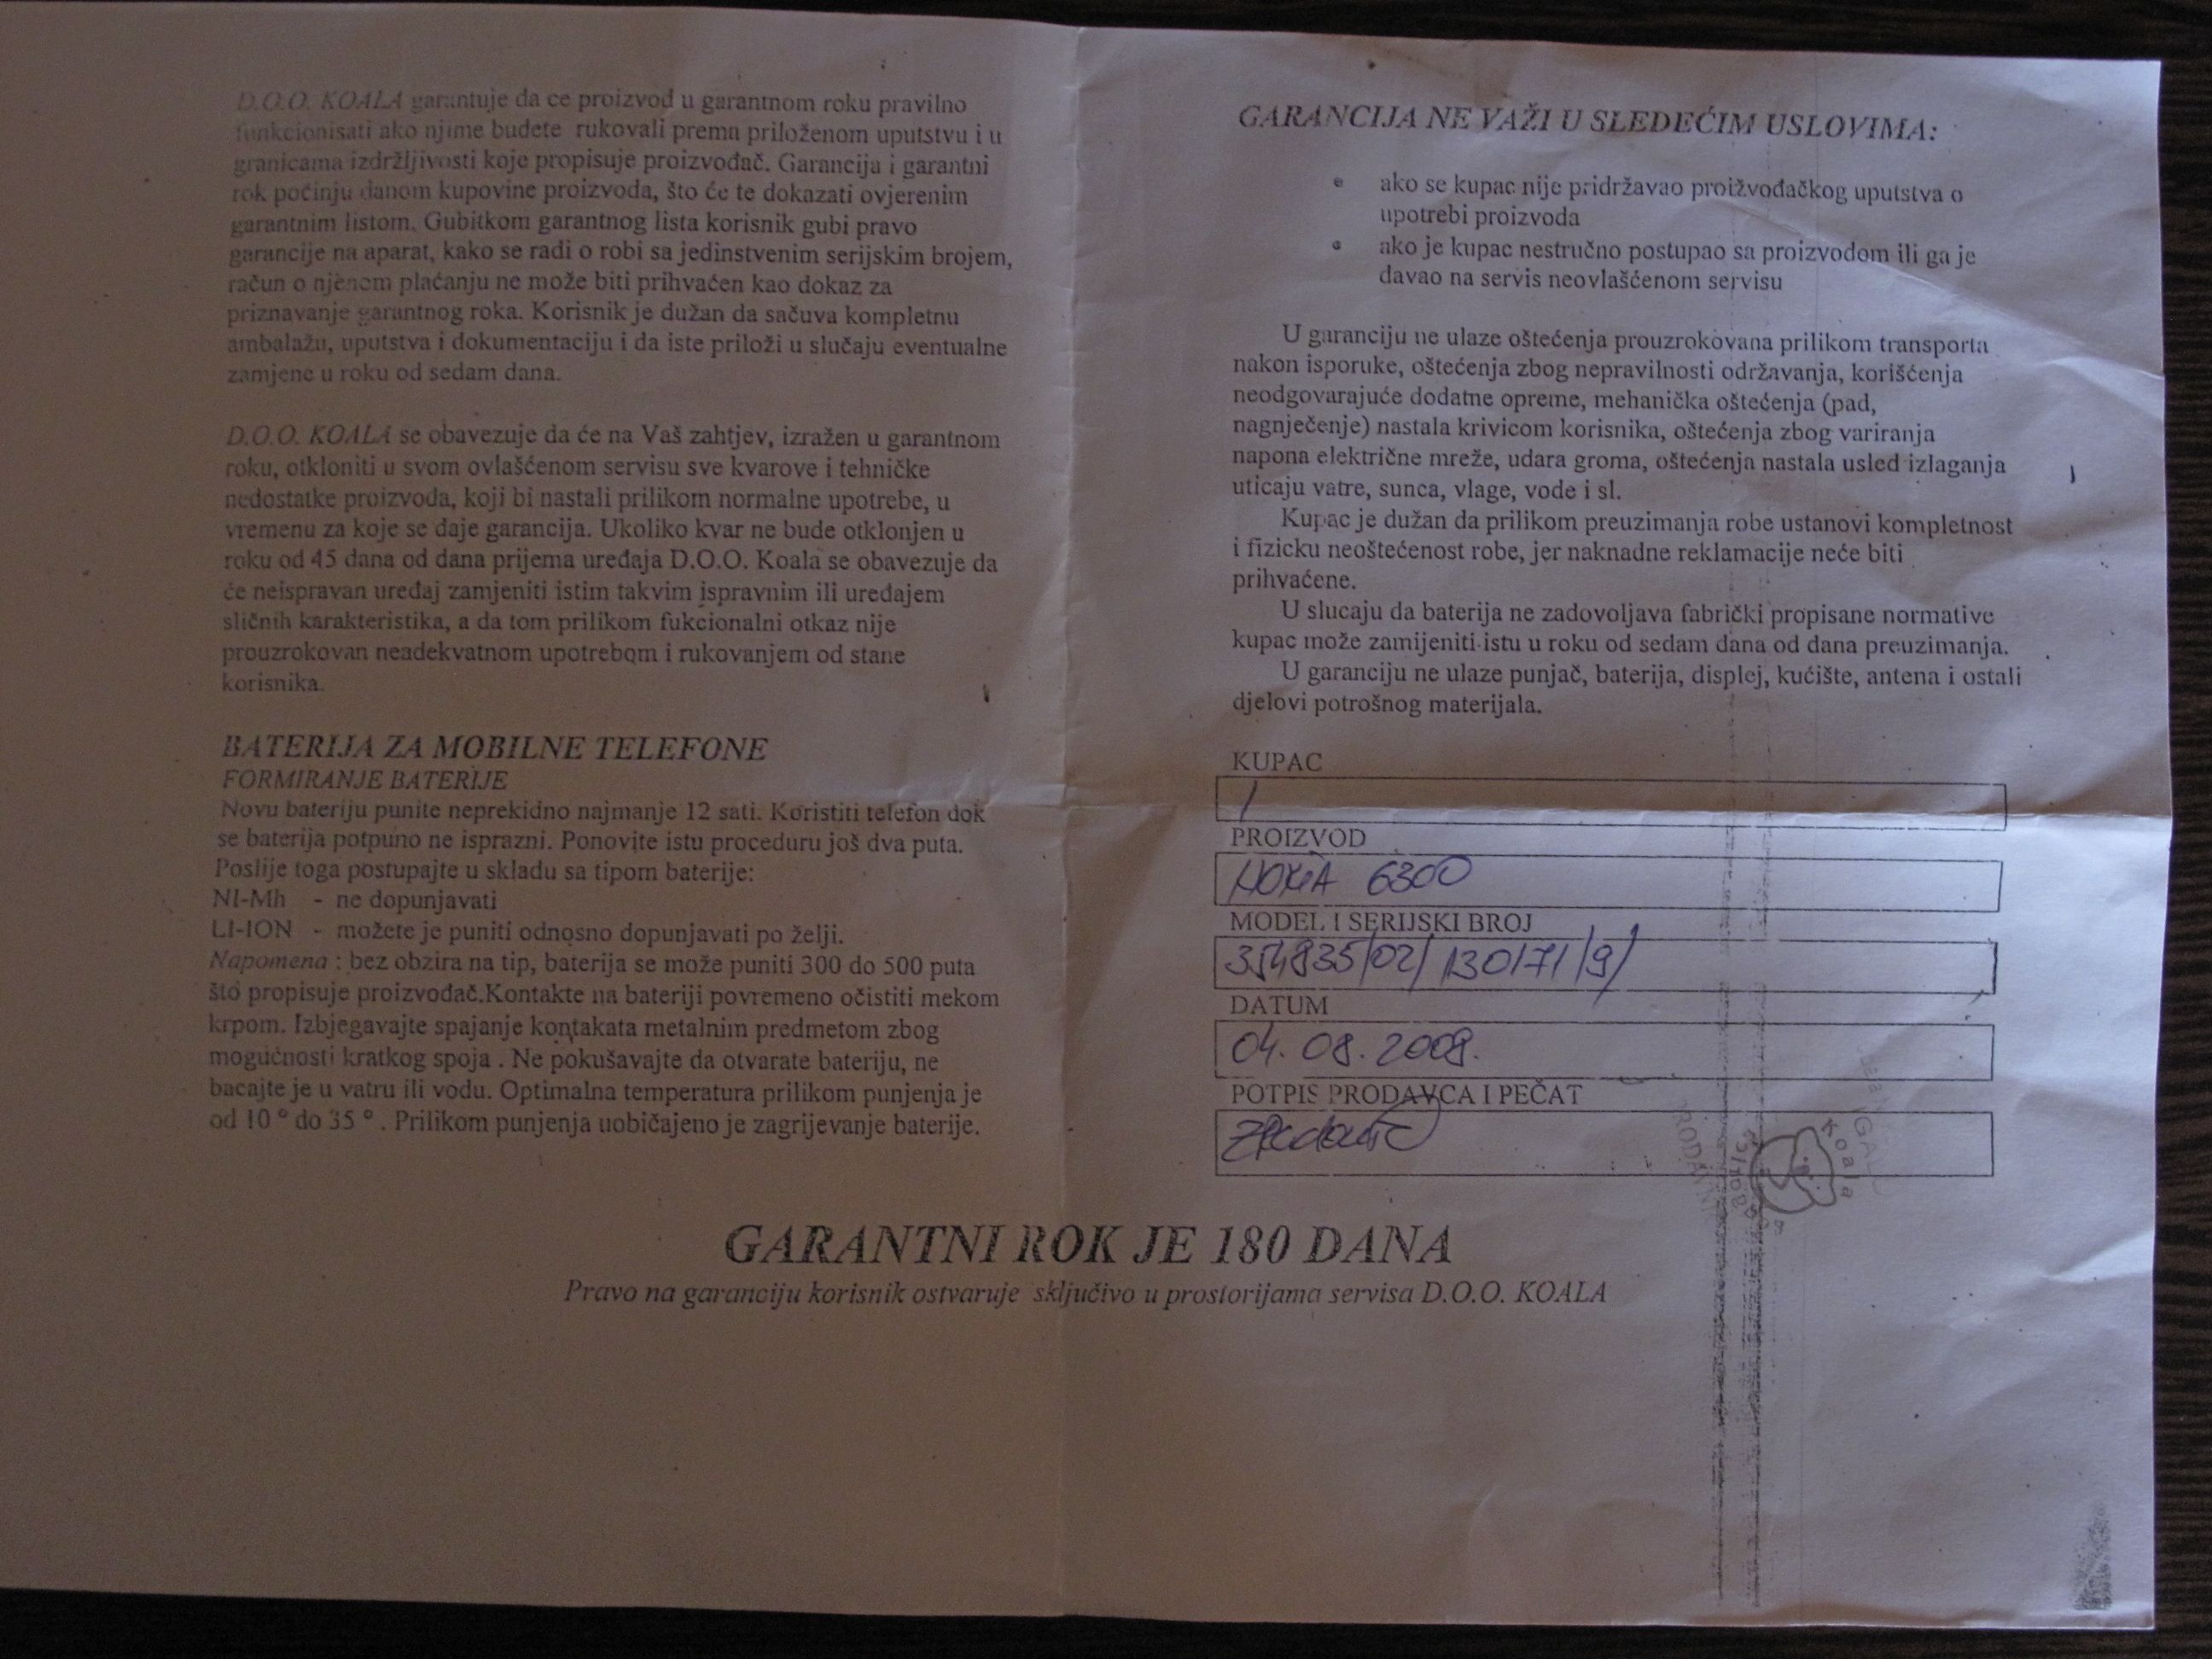 D.O.O. KOALA garantuje da ce proizvod u garantnom roku pravilno
funkcionisati ako njime budete rukovali prema priloženom uputstvu i u
granicama izdržljivosti koje propisuje proizvođač. Garancija i garantni
rok počinju danom kupovine proizvoda, što će te dokazati ovjerenim
garantnim listom. Gubitkom garantnog lista korisnik gubi pravo
garancije na aparat, kako se radi o robi sa jedinstvenim serijskim brojem,
račun o njenom plaćanju ne može biti prihvaćen kao dokaz za
priznavanje garantnog roka. Korisnik je dužan da sačuva kompletnu
ambalažu, uputstva i dokumentaciju i da iste priloži u slučaju eventualne
zamjene u roku od sedam dana.
D.O.O. KOALA se obavezuje da će na Vaš zahtjev, izražen u garantnom
roku, otkloniti u svom ovlašćenom servisu sve kvarove i tehničke
nedostatke proizvoda, koji bi nastali prilikom normalne upotrebe, u
vremenu za koje se daje garancija. Ukoliko kvar ne bude otklonjen u
roku od 45 dana od dana prijema uređaja D.O.O. Koala se obavezuje da
će neispravan uređaj zamjeniti istim takvim ispravnim ili uređajem
sličnih karakteristika, a da tom prilikom fukcionalni otkaz nije
prouzrokovan neadekvatnom upotrebom i rukovanjem od stane
korisnika.
BATERIJA ZA MOBILNE TELEFONE
FORMIRANJE BATERIJE
Novu bateriju punite neprekidno najmanje 12 sati. Koristiti telefon dok
se baterija potpuno ne isprazni. Ponovite istu proceduru još dva puta.
Poslije toga postupajte u skladu sa tipom baterije:
NI-Mh - ne dopunjavati
LI-ION - možete je puniti odnosno dopunjavati po želji.
Napomena : bez obzira na tip, baterija se može puniti 300 do 500 puta
što propisuje proizvođač.Kontakte na bateriji povremeno očistiti mekom
krpom. Izbjegavajte spajanje kontakata metalnim predmetom zbog
mogućnosti kratkog spoja . Ne pokušavajte da otvarate bateriju, ne
bacajte je u vatru ili vodu. Optimalna temperatura prilikom punjenja je
od 10 ° do 35 ° . Prilikom punjenja uobičajeno je zagrijevanje baterije.
GARANCIJA NE VAŽI U SLEDEĆIM USLOVIMA:
• ako se kupac nije pridržavao proižvođačkog uputstva o
upotrebi proizvoda
• ako je kupac nestručno postupao sa proizvodom ili ga je
davao na servis neovlašćenom servisu
U garanciju ne ulaze oštećenja prouzrokovana prilikom transporta
nakon isporuke, oštećenja zbog nepravilnosti održavanja, korišćenja
neodgovarajuće dodatne opreme, mehanička oštećenja (pad,
nagnječenje) nastala krivicom korisnika, oštećenja zbog variranja
napona električne mreže, udara groma, oštećenja nastala usled izlaganja
uticaju vatre, sunca, vlage, vode i sl.
Kupac je dužan da prilikom preuzimanja robe ustanovi kompletnost
i fizicku neoštećenost robe, jer naknadne reklamacije neće biti
prihvaćene.
U slucaju da baterija ne zadovoljava fabrički propisane normative
kupac može zamijeniti istu u roku od sedam dana od dana preuzimanja.
U garanciju ne ulaze punjač, baterija, displej, kućište, antena i ostali
djelovi potrošnog materijala.
KUPAC
/
PROIZVOD
NOKIA 6300
MODEL I SERIJSKI BROJ
354835/02/130171/9/
DATUM
04.08.2008.
POTPIS PRODAVCA I PEČAT
Koala
GARANTNI ROK JE 180 DANA
Pravo na garanciju korisnik ostvaruje sključivo u prostorijama servisa D.O.O. KOALA